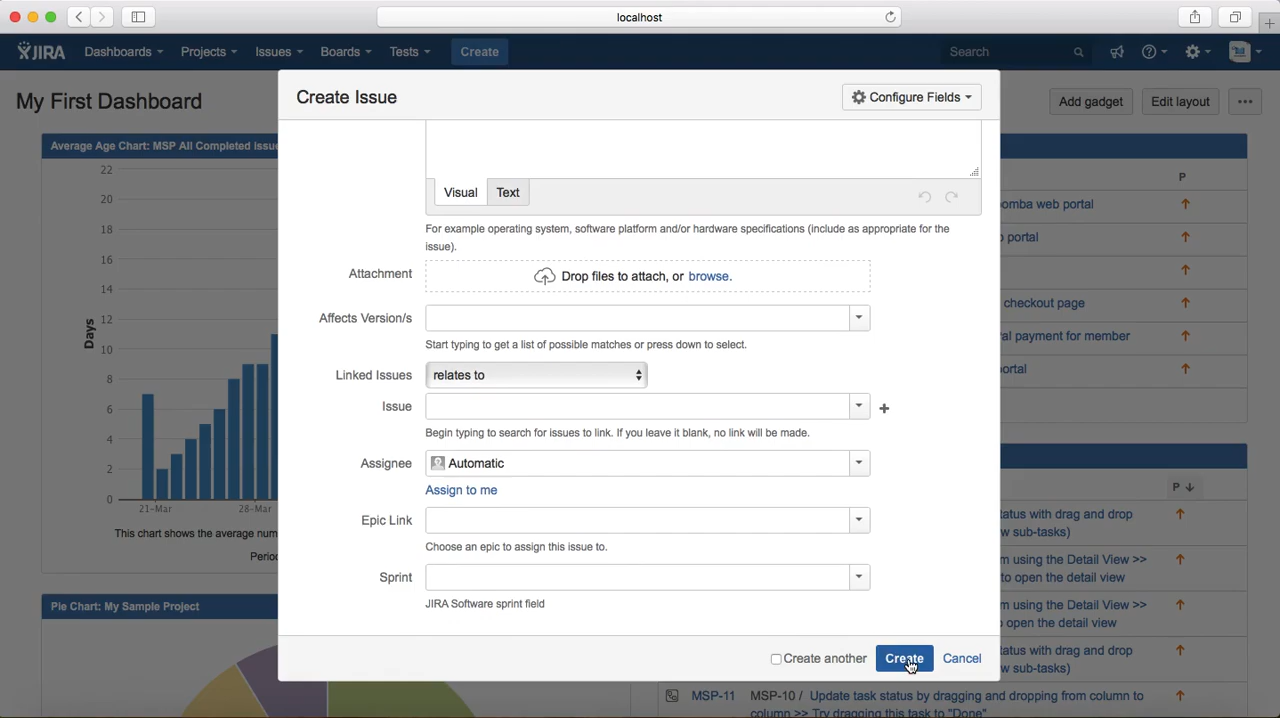 localhost
JIRA Dashboards Projects Issues Boards Tests Create Search
My First Dashboard
Add gadget Edit layout
Create Issue
Configure Fields
Average Age Chart: MSP All Completed issue
22
20
18
16
14
12
10
8
6
4
2
0
Days
21-Mar 28-Mar
This chart shows the average num
Perio
Pie Chart: My Sample Project
Visual Text
For example operating system, software platform and/or hardware specifications (include as appropriate for the
issue).
Attachment
Drop files to attach, or browse.
Affects Version/s
Start typing to get a list of possible matches or press down to select.
Linked Issues
relates to
Issue
Begin typing to search for issues to link. If you leave it blank, no link will be made.
Assignee
Automatic
Assign to me
Epic Link
Choose an epic to assign this issue to.
Sprint
JIRA Software sprint field
Create another Create Cancel
P
omba web portal
portal
checkout page
al payment for member
ortal
P
status with drag and drop
w sub-tasks)
m using the Detail View >>
to open the detail view
m using the Detail View >>
open the detail view
status with drag and drop
w sub-tasks)
MSP-11 MSP-10 / Update task status by dragging and dropping from column to
column >> Try dragging this task to "Done"